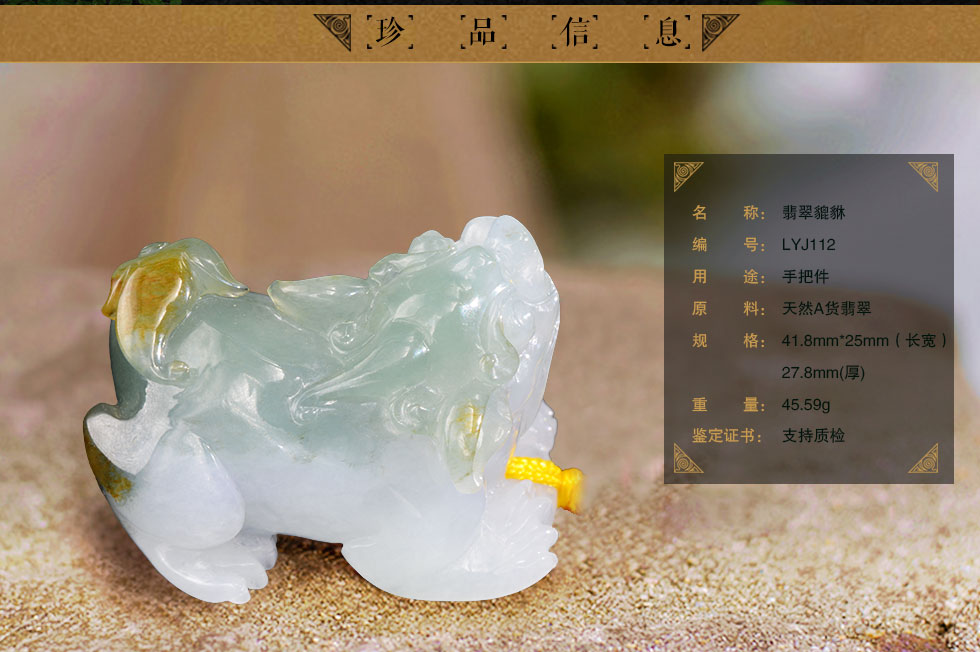 珍品信息
名 称： 翡翠貔貅
编 号： LYJ112
用 途： 手把件
原 料： 天然A货翡翠
规 格： 41.8mm*25mm（长宽）
27.8mm(厚)
重 量： 45.59g
鉴定证书： 支持质检